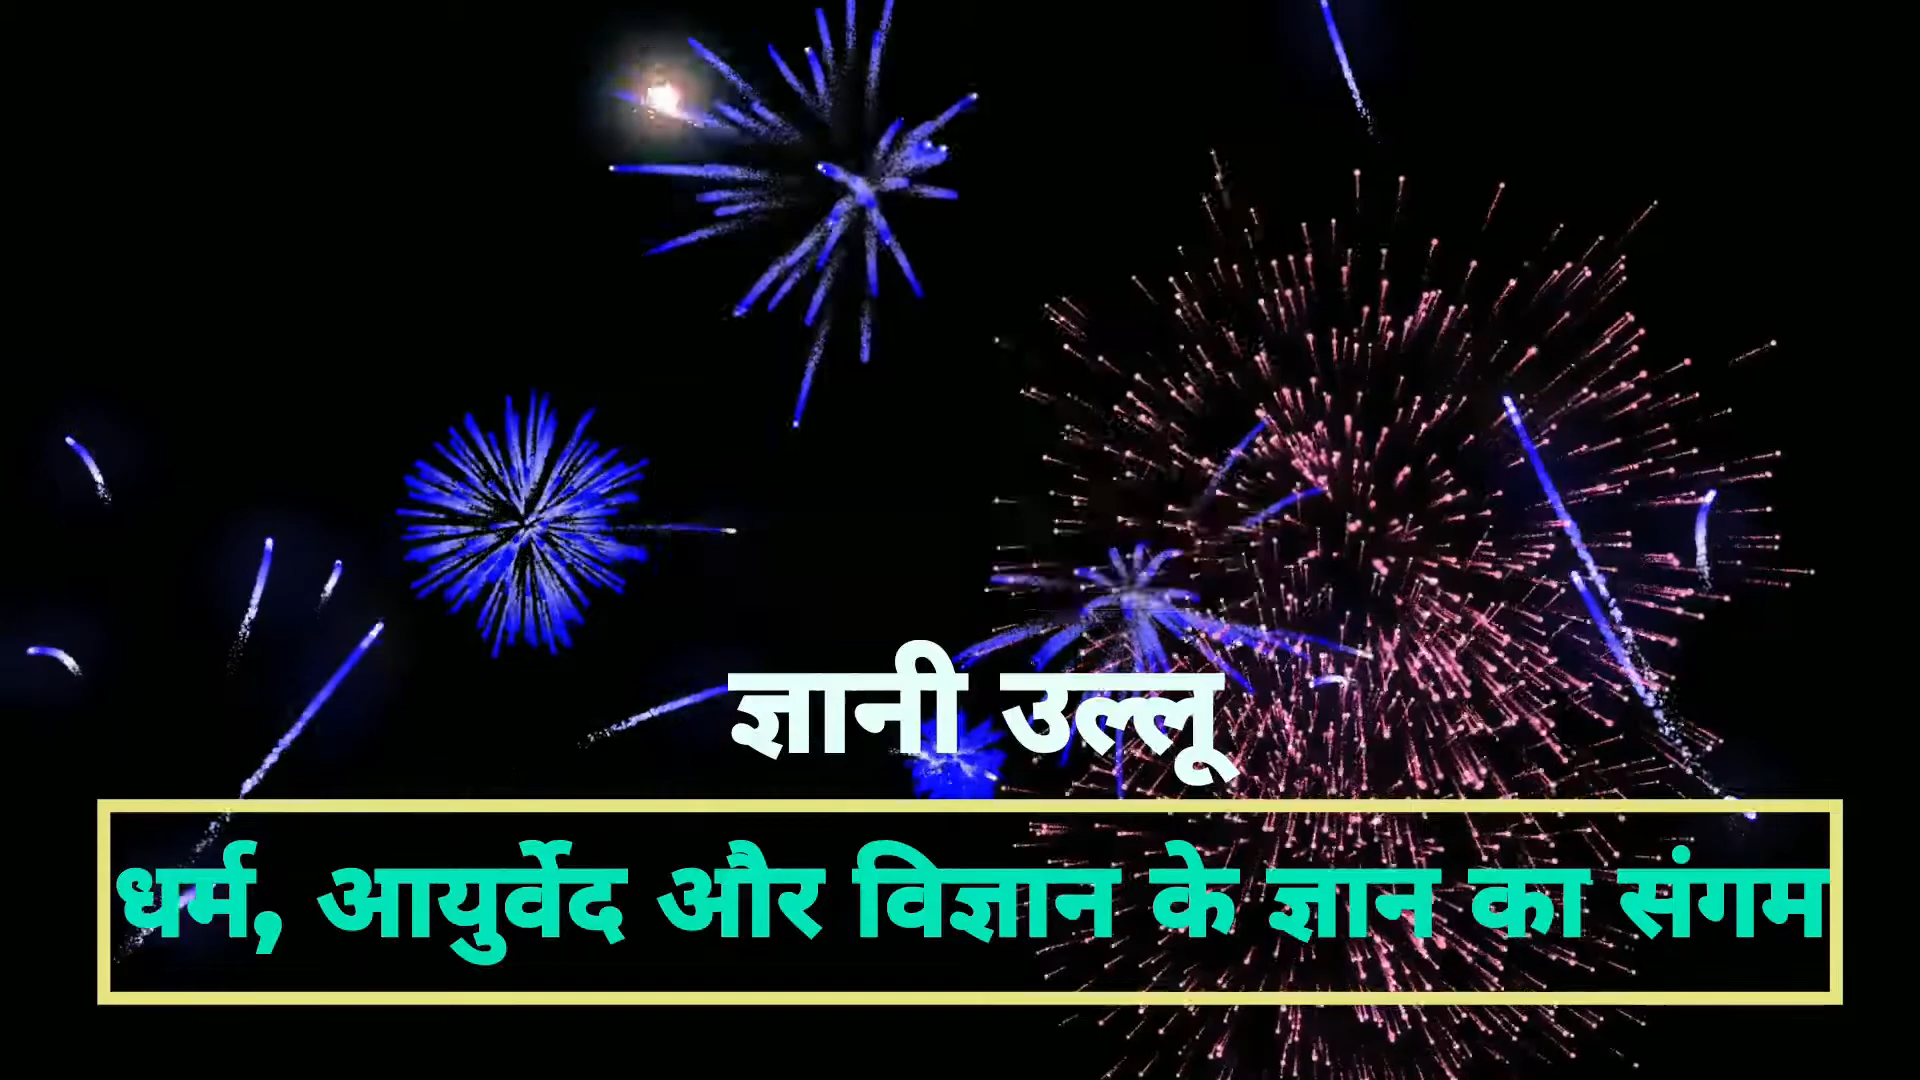 ज्ञानी उल्लू
धर्म, आयुर्वेद और विज्ञान के ज्ञान का संगम